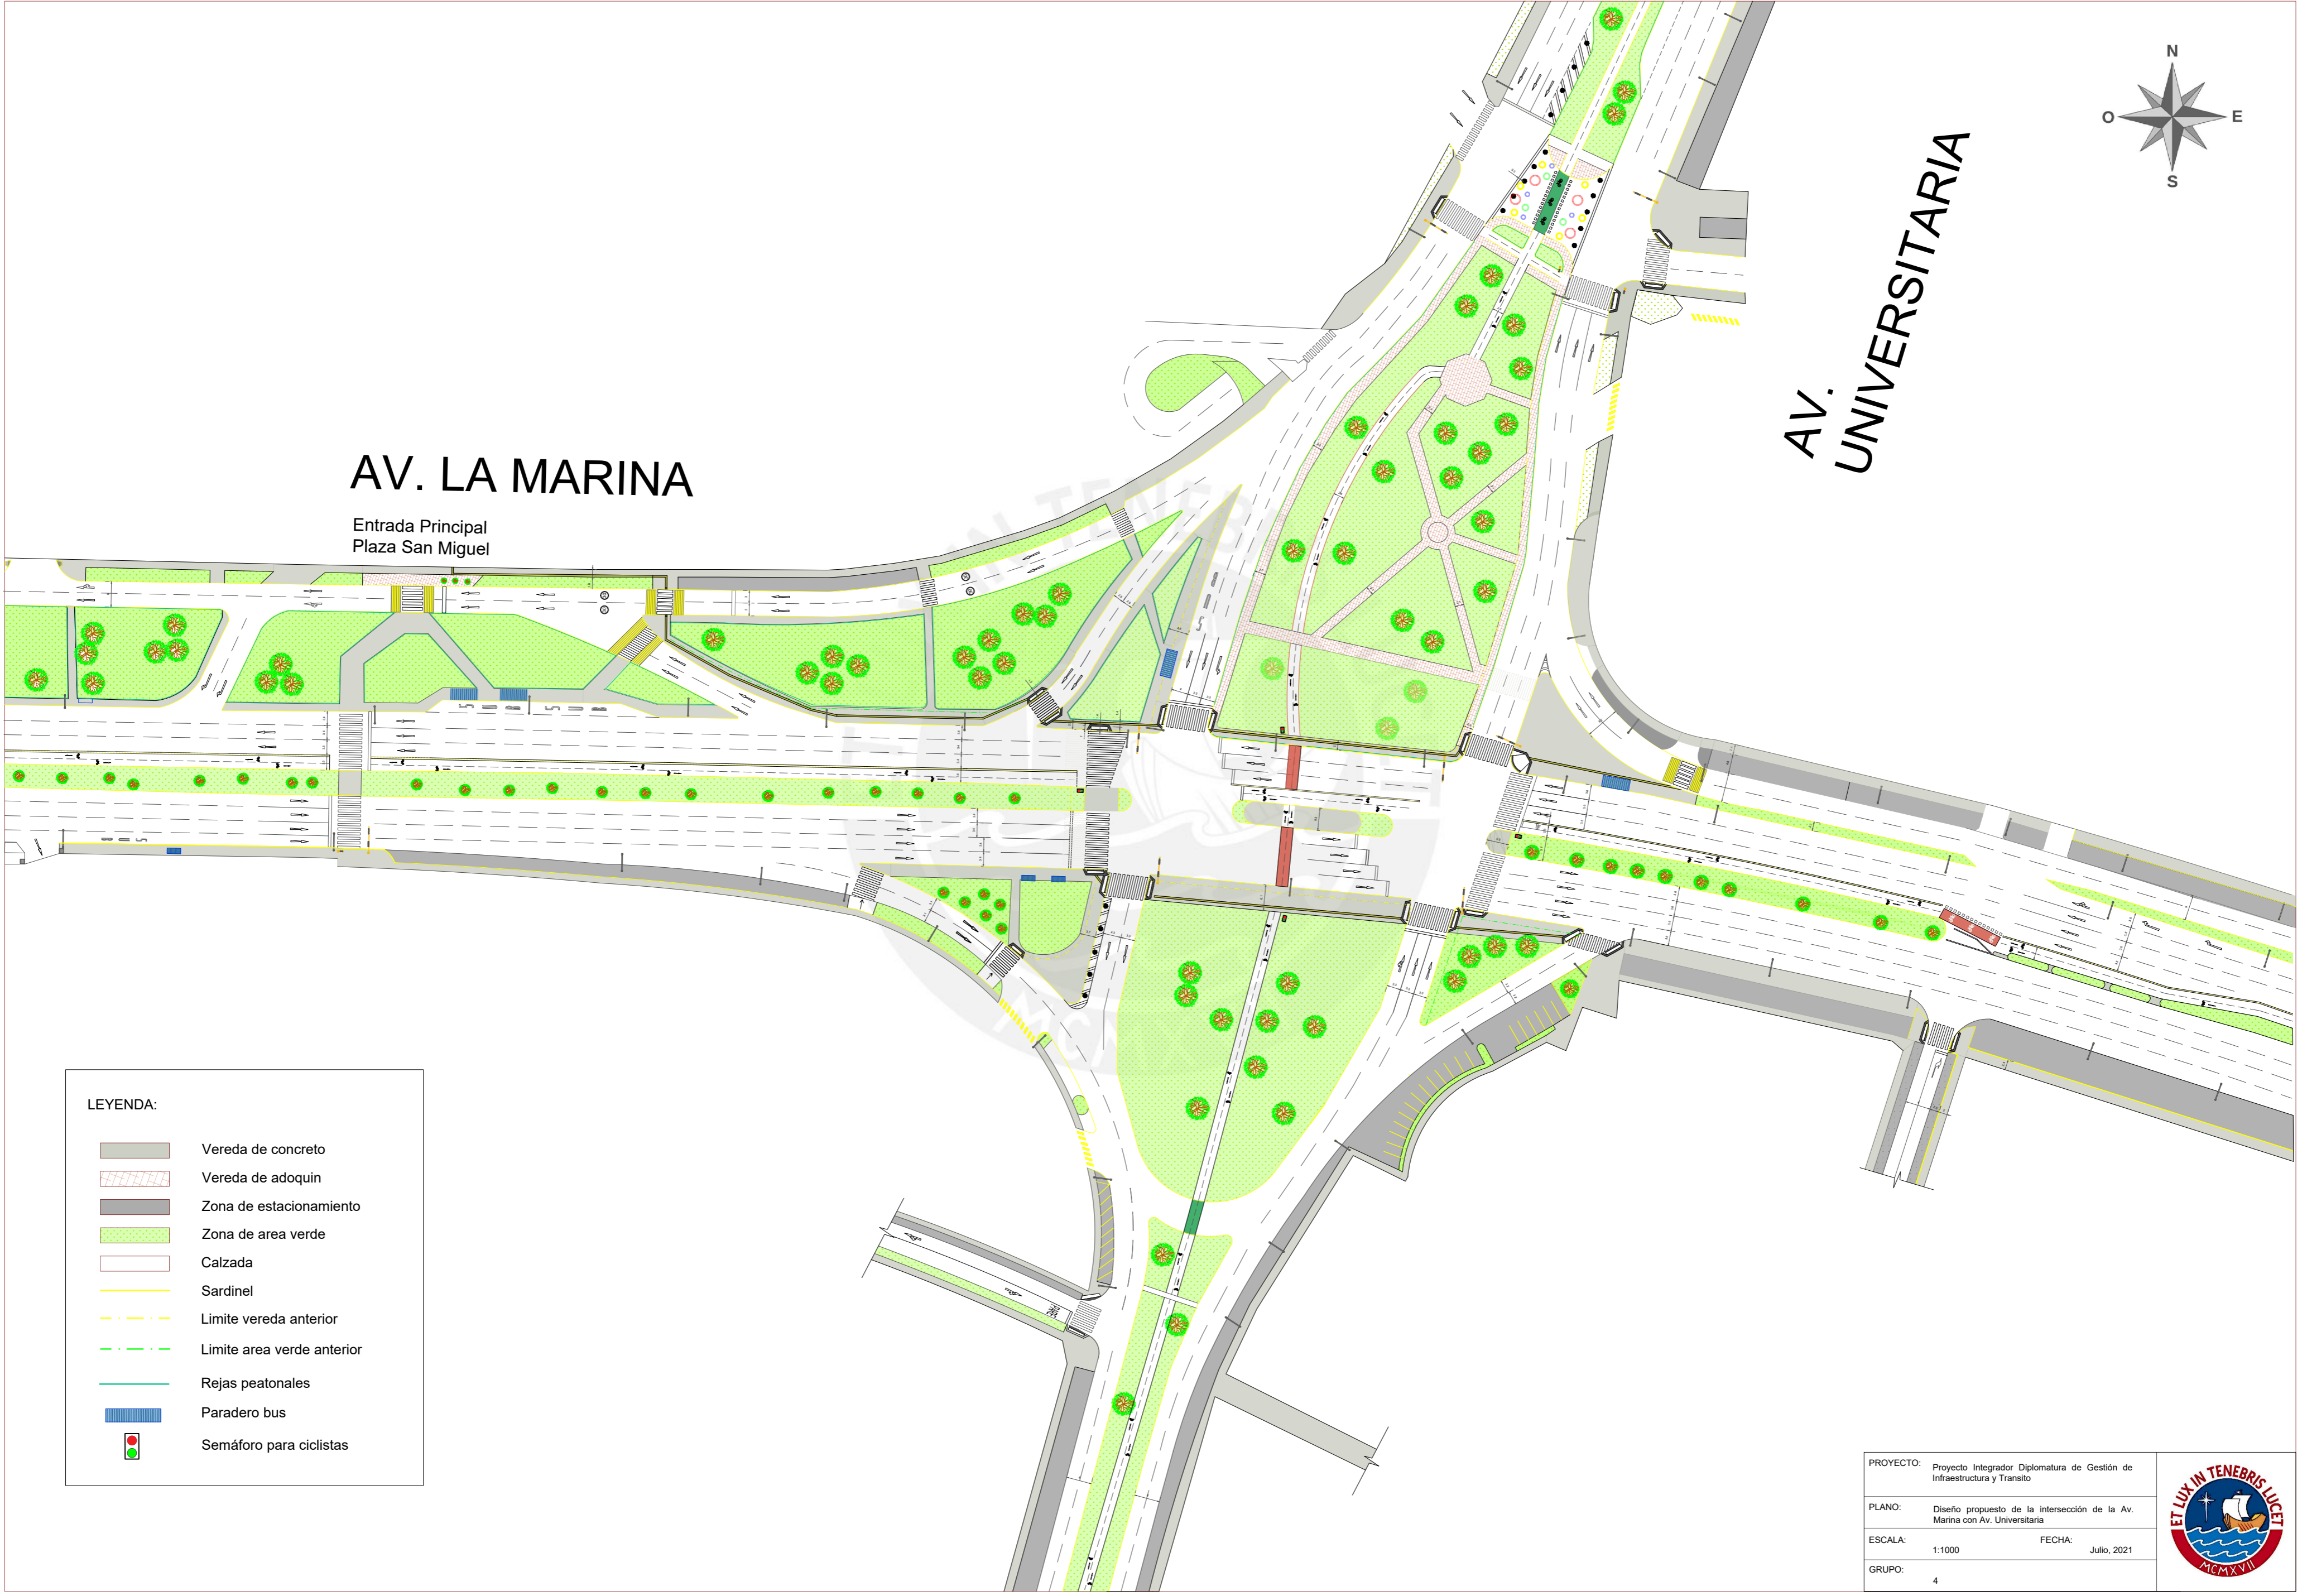 N
O
E
S
AV.
UNIVERSITARIA
AV. LA MARINA
Entrada Principal
Plaza San Miguel
LEYENDA:
Vereda de concreto
Vereda de adoquin
Zona de estacionamiento
Zona de area verde
Calzada
Sardinel
Limite vereda anterior
Limite area verde anterior
Rejas peatonales
Paradero bus
Semáforo para ciclistas
PROYECTO: Proyecto Integrador Diplomatura de Gestión de
Infraestructura y Transito
PLANO: Diseño propuesto de la intersección de la Av.
Marina con Av. Universitaria
ESCALA: 1:1000
FECHA: Julio, 2021
GRUPO: 4
ET LUX IN TENEBRIS LUCET
MCMXVII